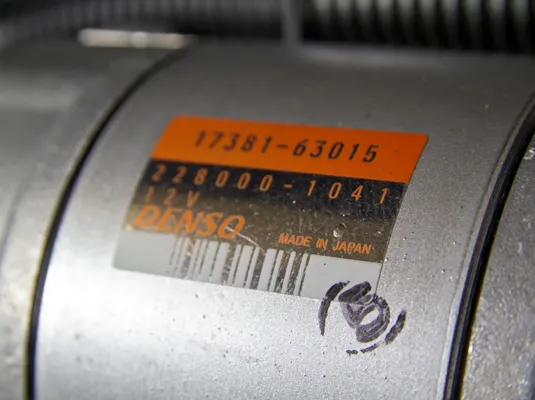 17381-63015
228000-1041
12V
DENSO
MADE IN JAPAN